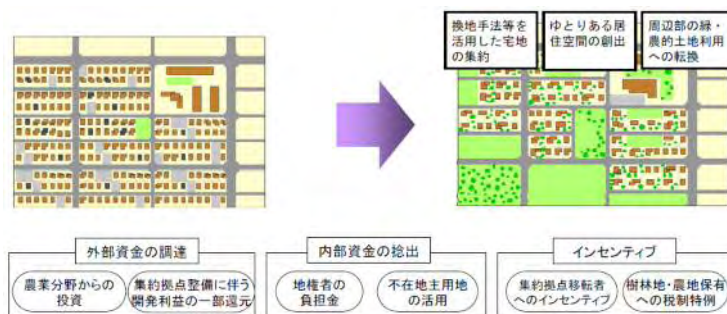 換地手法等を
活用した宅地
の集約
ゆとりある居
住空間の創出
周辺部の緑・
農的土地利用
への転換
外部資金の調達
農業分野からの
投資
集約拠点整備に伴う
開発利益の一部還元
内部資金の捻出
地権者の
負担金
不在地主用地
の活用
インセンティブ
集約拠点移転者
へのインセンティブ
樹林地・農地保有
への税制特例